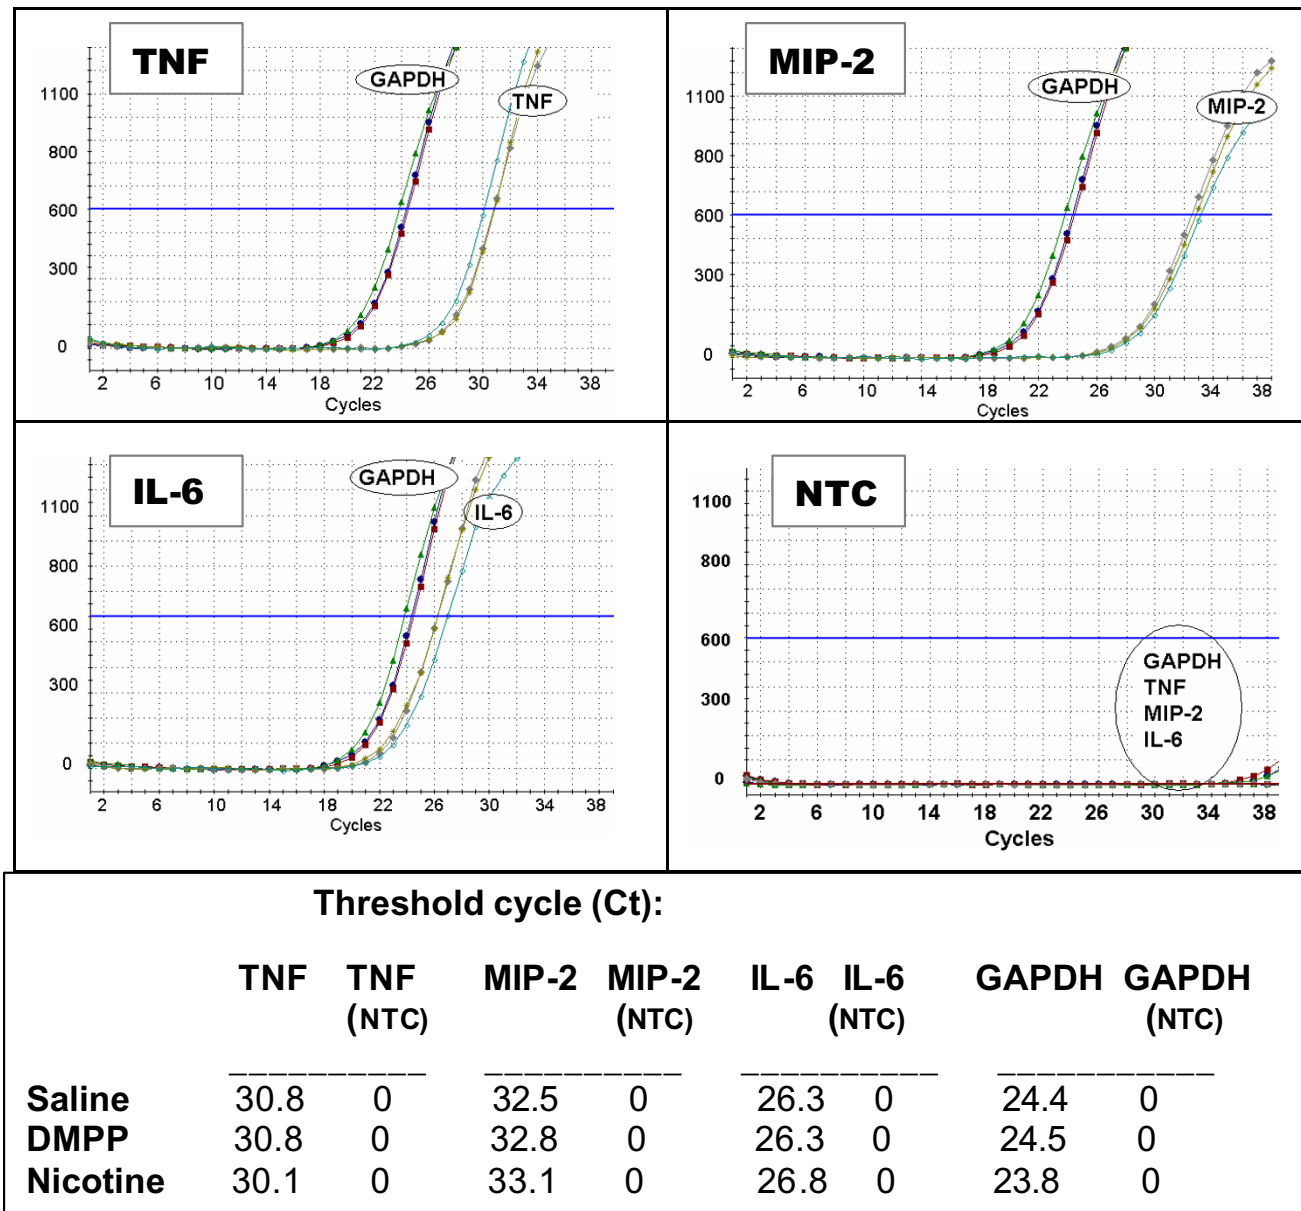 TNF
GAPDH
TNF
1100
800
600
300
0
2 6 10 14 18 22 26 30 34 38
Cycles
MIP-2
GAPDH
MIP-2
1100
800
600
300
0
2 6 10 14 18 22 26 30 34 38
Cycles
IL-6
GAPDH
IL-6
1100
800
600
300
0
2 6 10 14 18 22 26 30 34 38
Cycles
NTC
1100
800
600
300
0
GAPDH
TNF
MIP-2
IL-6
2 6 10 14 18 22 26 30 34 38
Cycles
Threshold cycle (Ct):
TNF TNF MIP-2 MIP-2 IL-6 IL-6 GAPDH GAPDH
(NTC) (NTC) (NTC) (NTC)
Saline 30.8 0 32.5 0 26.3 0 24.4 0
DMPP 30.8 0 32.8 0 26.3 0 24.5 0
Nicotine 30.1 0 33.1 0 26.8 0 23.8 0